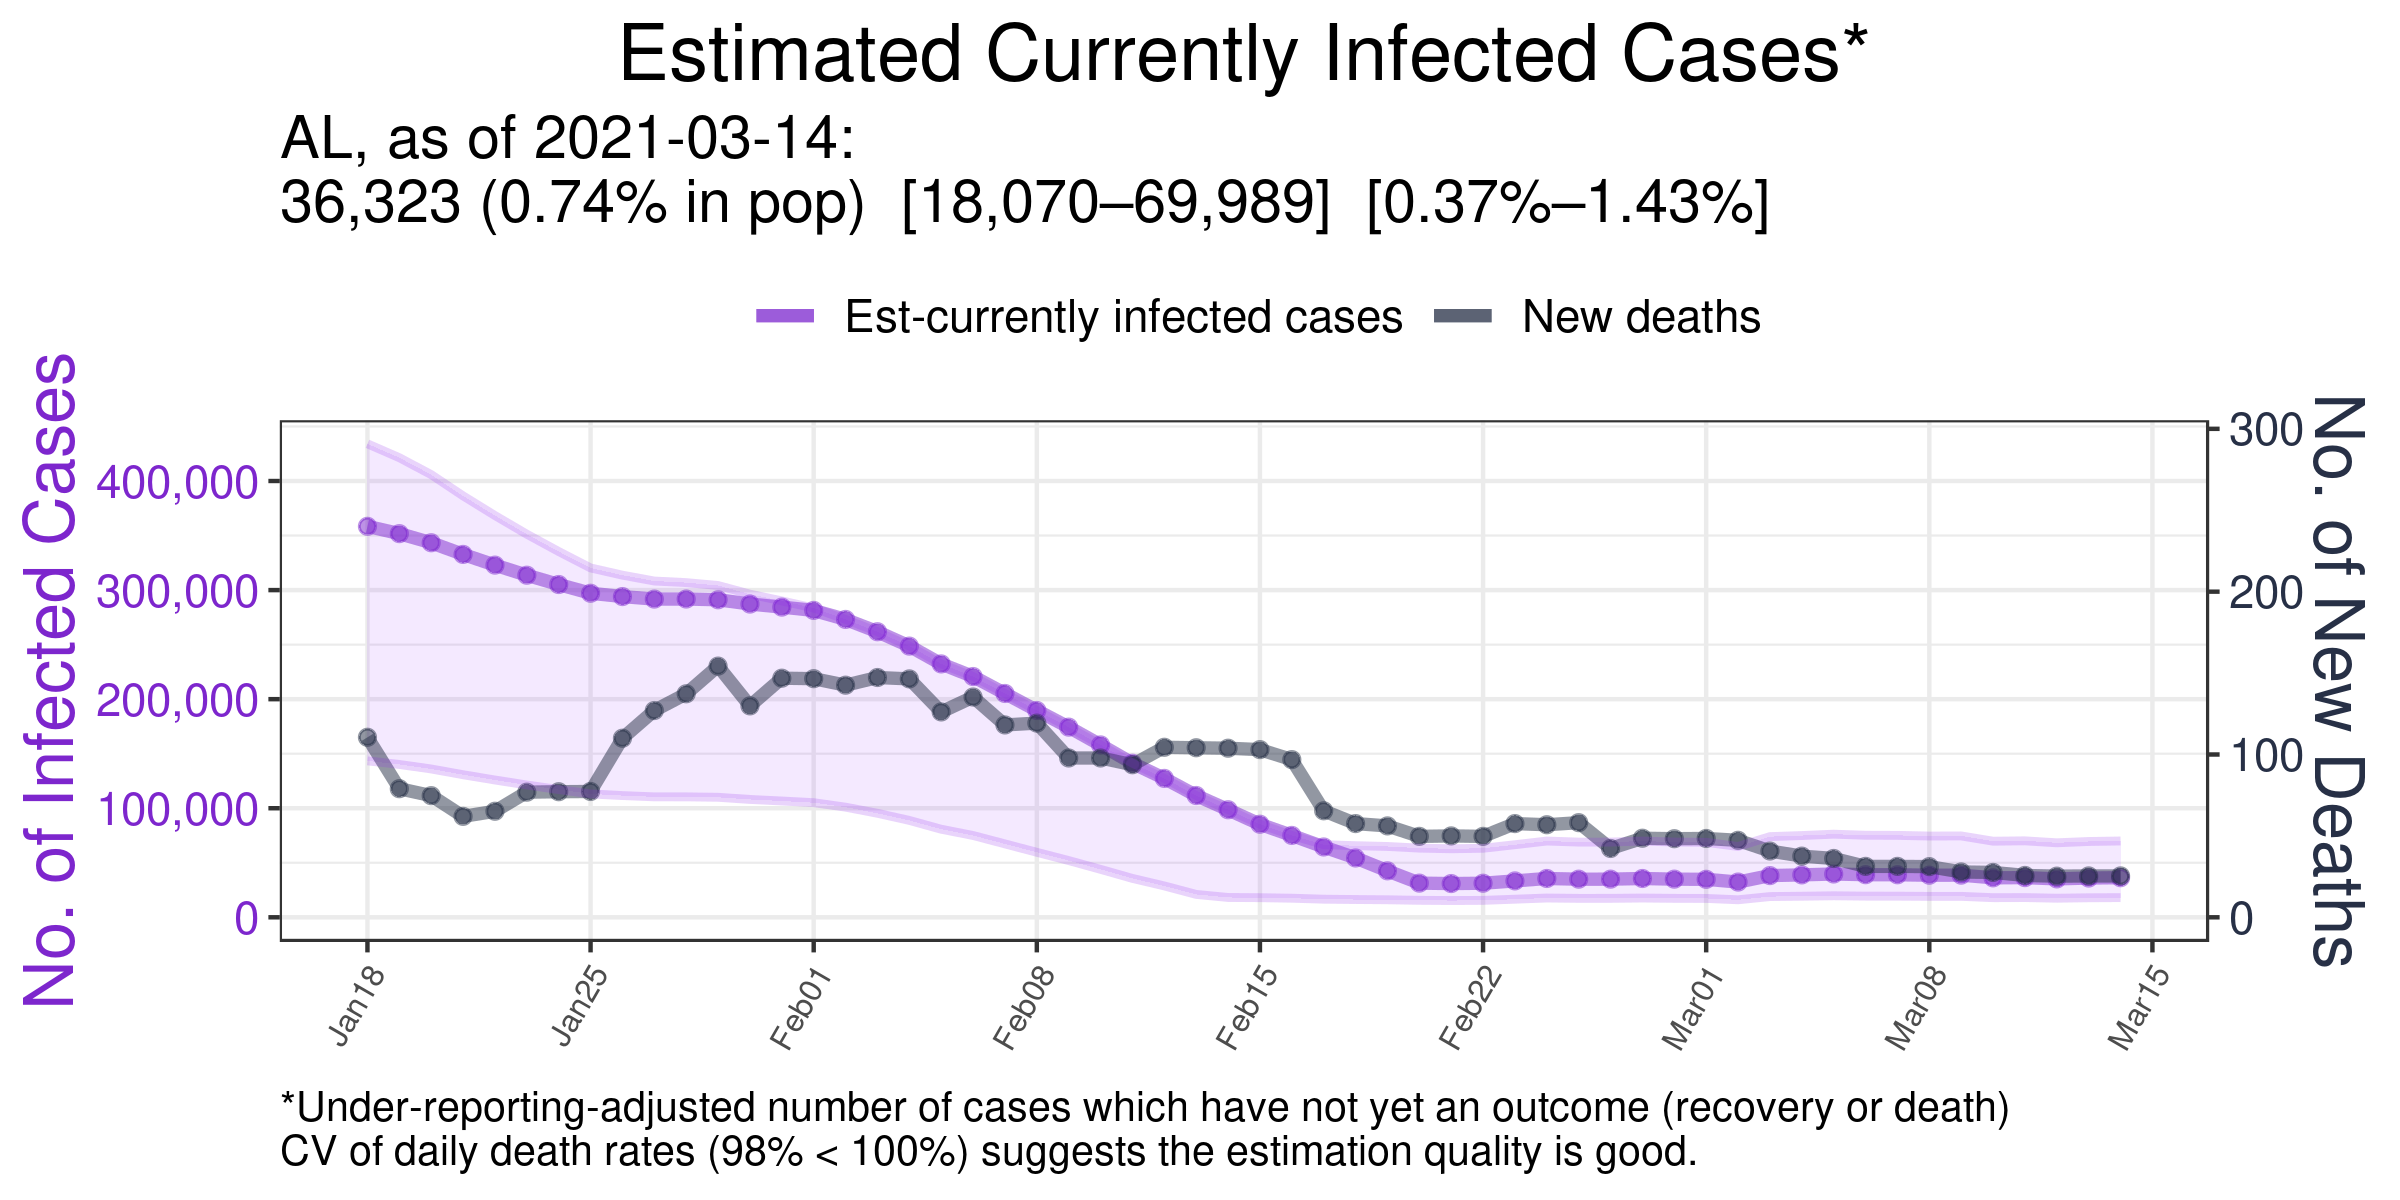 Estimated Currently Infected Cases*
AL, as of 2021-03-14:
36,323 (0.74% in pop)  [18,070–69,989]  [0.37%–1.43%]
Est-currently infected cases
New deaths
No. of Infected Cases
400,000
300,000
200,000
100,000
0
300
200
100
0
No. of New Deaths
Jan18
Jan25
Feb01
Feb08
Feb15
Feb22
Mar01
Mar08
Mar15
*Under-reporting-adjusted number of cases which have not yet an outcome (recovery or death)
CV of daily death rates (98% < 100%) suggests the estimation quality is good.